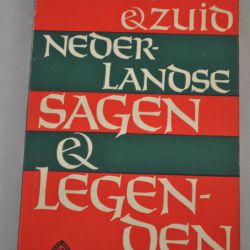 & ZUID
NEDER-
LANDSE
SAGEN
&
LEGEN-
DEN